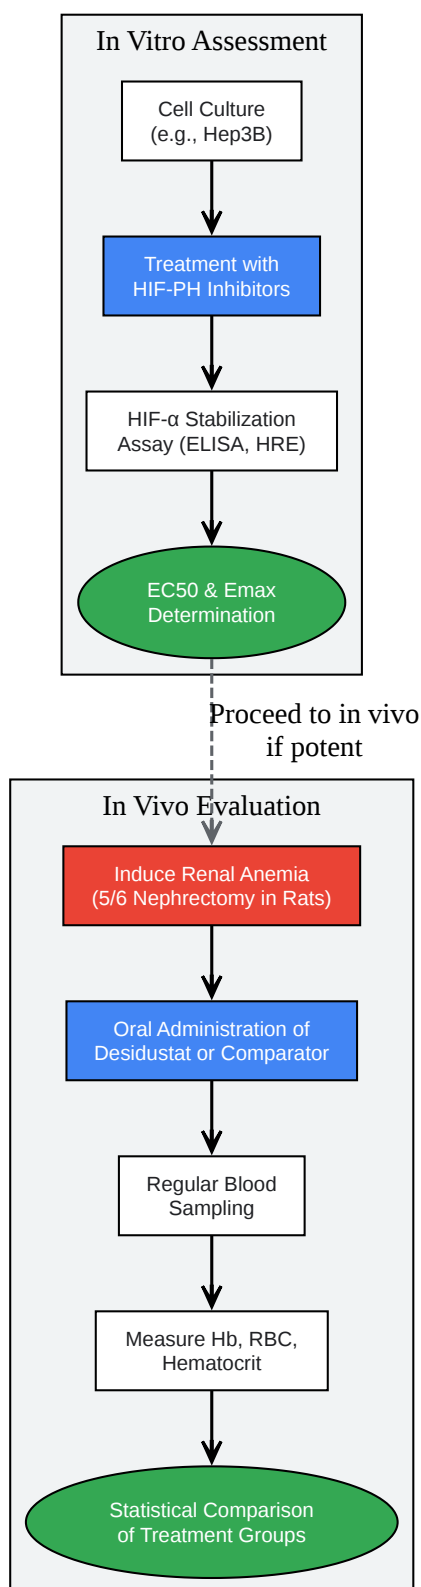 In Vitro Assessment
Cell Culture
(e.g., Hep3B)
Treatment with
HIF-PH Inhibitors
HIF-α Stabilization
Assay (ELISA, HRE)
EC50 & Emax
Determination
Proceed to in vivo
if potent
In Vivo Evaluation
Induce Renal Anemia
(5/6 Nephrectomy in Rats)
Oral Administration of
Desidustat or Comparator
Regular Blood
Sampling
Measure Hb, RBC,
Hematocrit
Statistical Comparison
of Treatment Groups